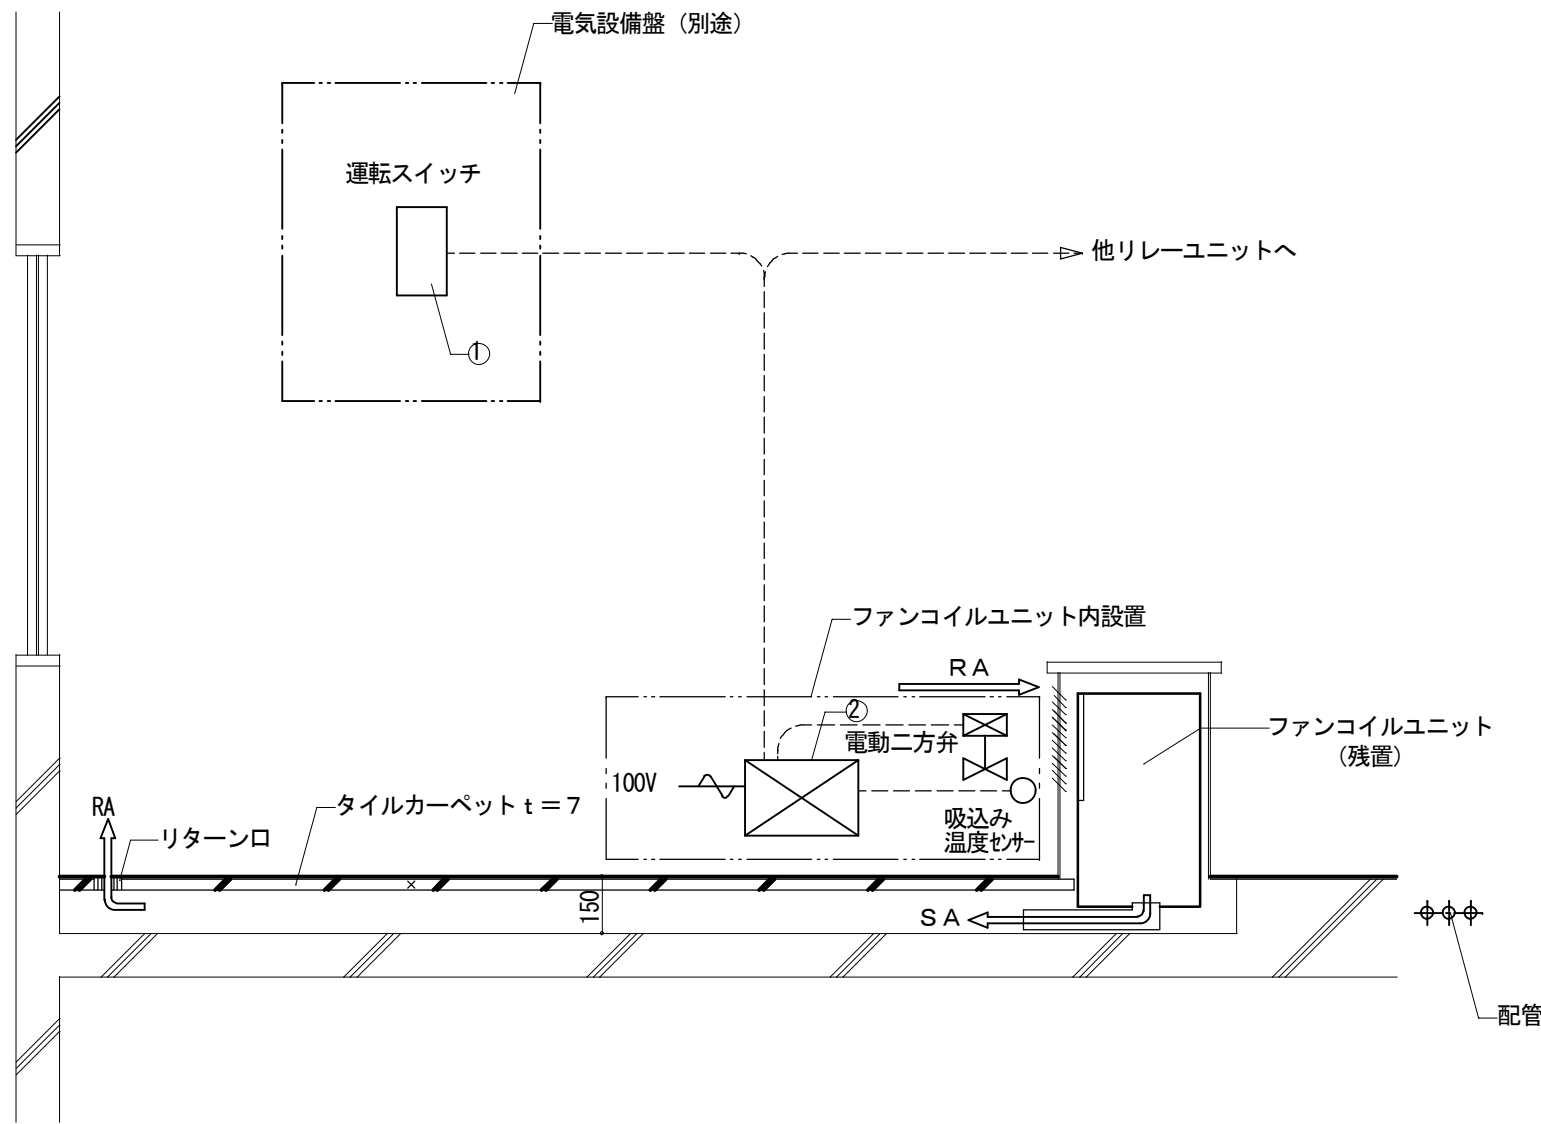 電気設備盤（別途）
運転スイッチ
他リレーユニットへ
①
ファンコイルユニット内設置
RA
②
電動二方弁
ファンコイルユニット
（残置）
100V
吸込み
温度ｾﾝｻｰ
RA
タイルカーペットｔ＝7
リターン口
150
SA
配管